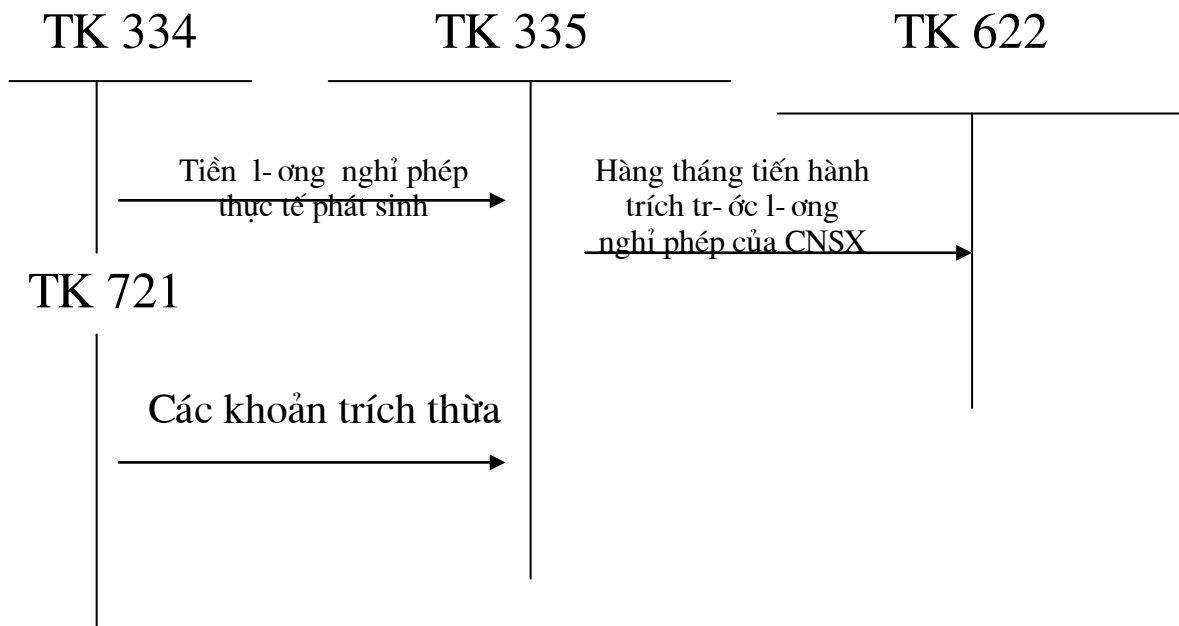 TK 334 TK 335 TK 622
Tiền l- ơng nghỉ phép
thực tế phát sinh
Hàng tháng tiến hành
trích tr- ớc l- ơng
nghỉ phép của CNSX
TK 721
Các khoản trích thừa